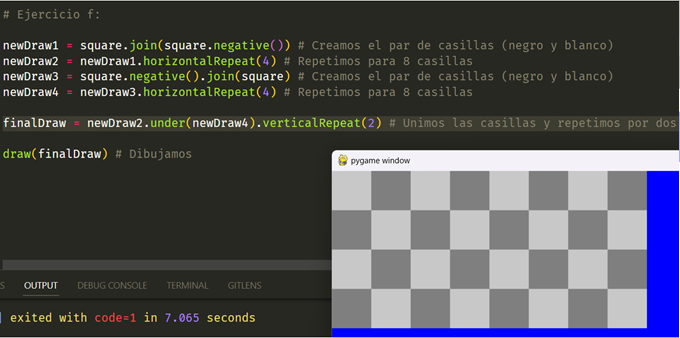 # Ejercicio f:
newDraw1 = square.join(square.negative()) # Creamos el par de casillas (negro y blanco)
newDraw2 = newDraw1.horizontalRepeat(4) # Repetimos para 8 casillas
newDraw3 = square.negative().join(square) # Creamos el par de casillas (negro y blanco)
newDraw4 = newDraw3.horizontalRepeat(4) # Repetimos para 8 casillas
finalDraw = newDraw2.under(newDraw4).verticalRepeat(2) # Unimos las casillas y repetimos por dos
draw(finalDraw) # Dibujamos
pygame window
S OUTPUT DEBUG CONSOLE TERMINAL GITLENS
exited with code=1 in 7.065 seconds